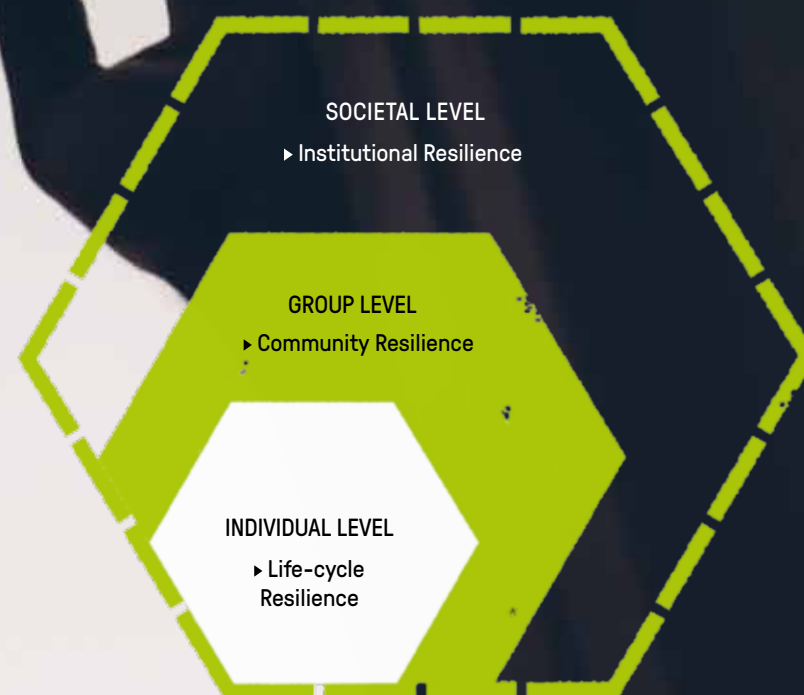 SOCIETAL LEVEL
▸ Institutional Resilience
GROUP LEVEL
▸ Community Resilience
INDIVIDUAL LEVEL
▸ Life-cycle
Resilience